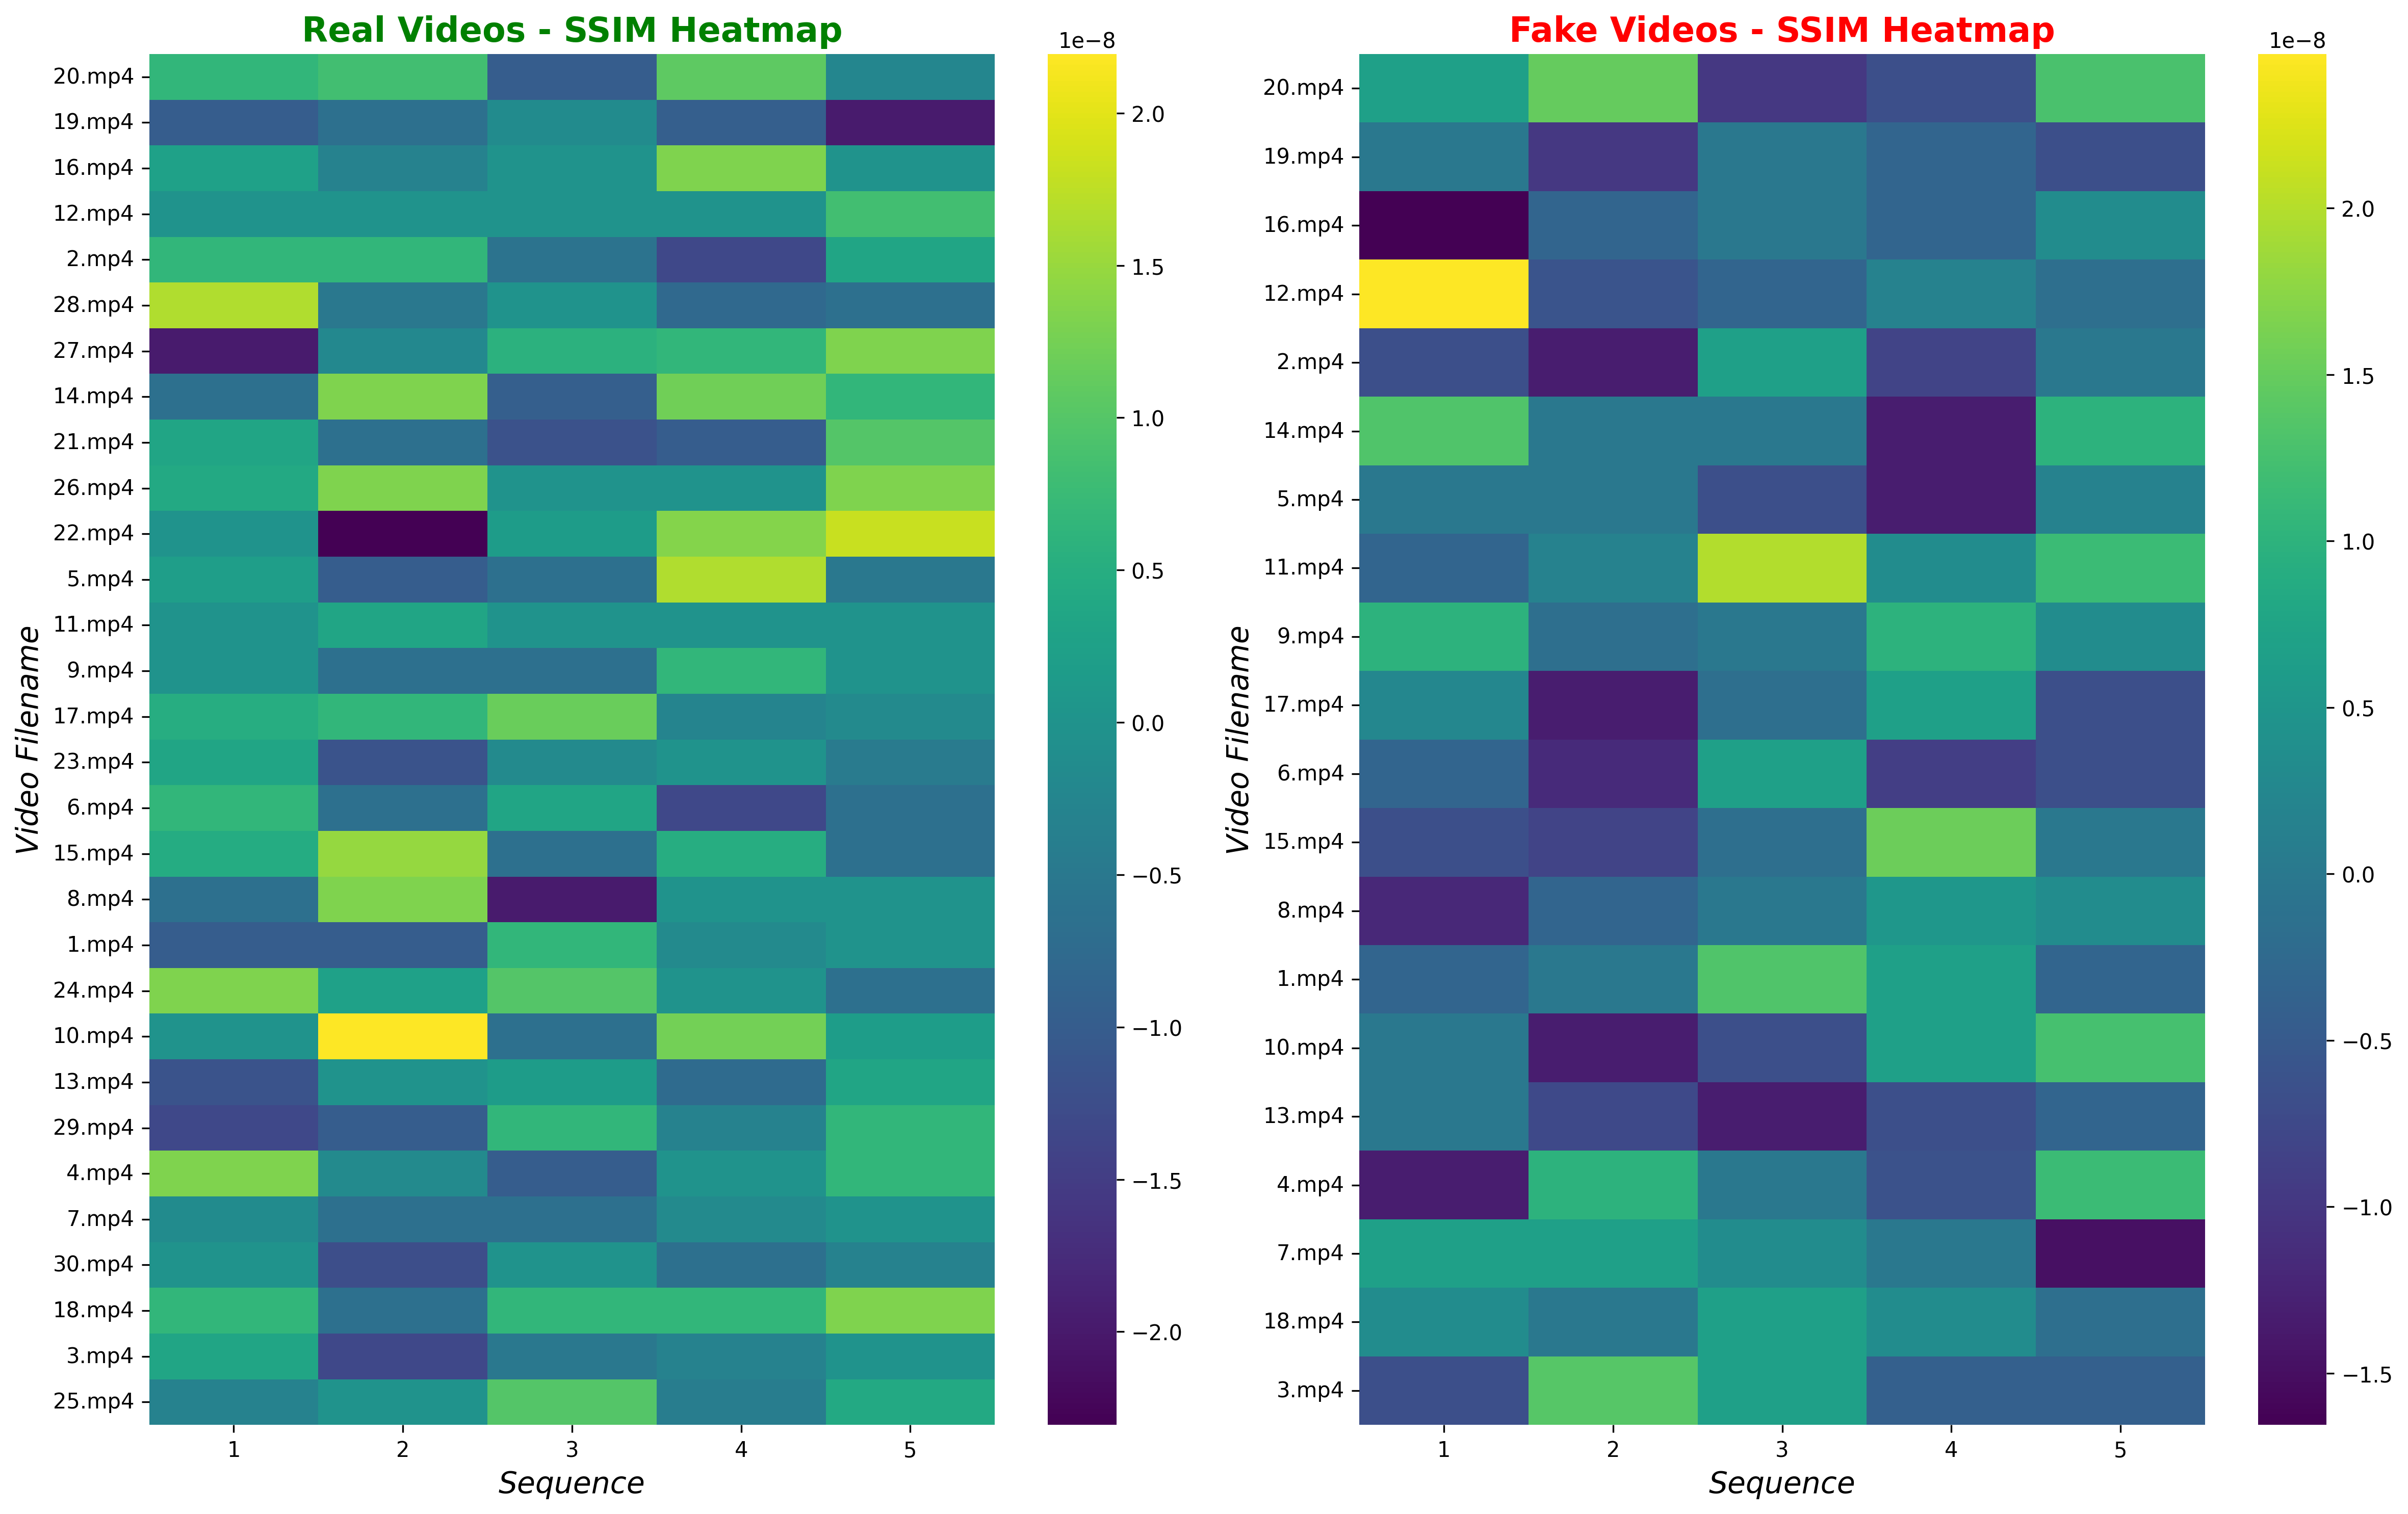 Real Videos - SSIM Heatmap
1e−8
20.mp4
19.mp4
16.mp4
12.mp4
2.mp4
28.mp4
27.mp4
14.mp4
21.mp4
26.mp4
22.mp4
5.mp4
11.mp4
9.mp4
17.mp4
23.mp4
6.mp4
15.mp4
8.mp4
1.mp4
24.mp4
10.mp4
13.mp4
29.mp4
4.mp4
7.mp4
30.mp4
18.mp4
3.mp4
25.mp4
Video Filename
1 2 3 4 5
Sequence
2.0
1.5
1.0
0.5
0.0
−0.5
−1.0
−1.5
−2.0
Fake Videos - SSIM Heatmap
1e−8
20.mp4
19.mp4
16.mp4
12.mp4
2.mp4
14.mp4
5.mp4
11.mp4
9.mp4
17.mp4
6.mp4
15.mp4
8.mp4
1.mp4
10.mp4
13.mp4
4.mp4
7.mp4
18.mp4
3.mp4
Video Filename
1 2 3 4 5
Sequence
2.0
1.5
1.0
0.5
0.0
−0.5
−1.0
−1.5